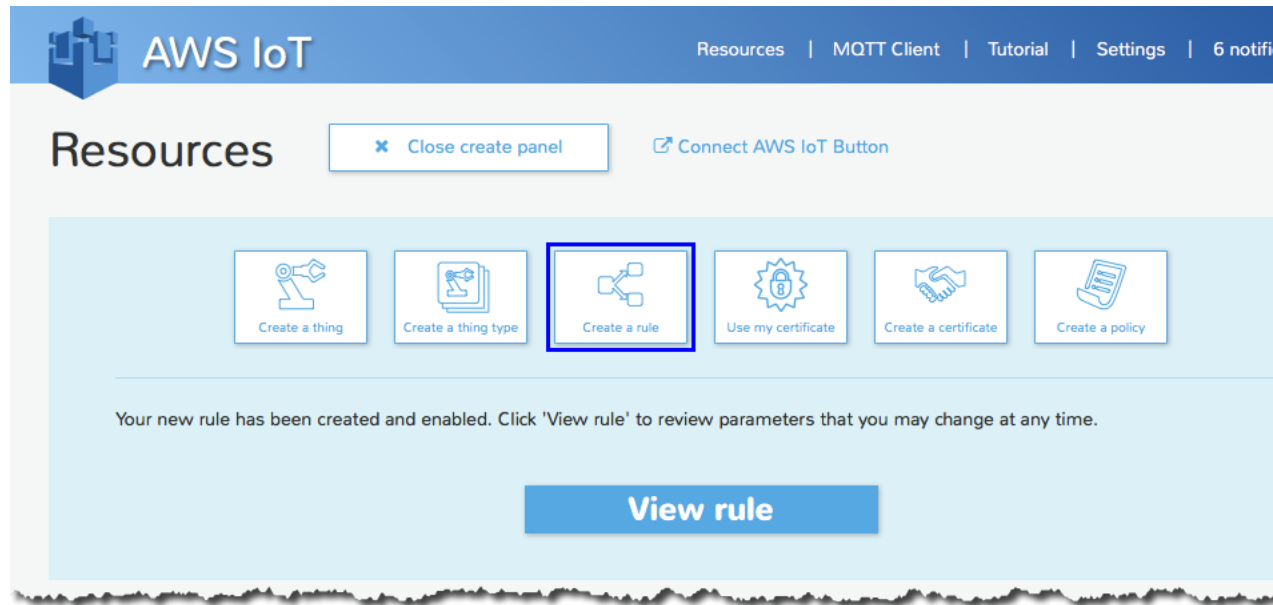 AWS IoT
Resources | MQTT Client | Tutorial | Settings | 6
Resources
✖ Close create panel
Connect AWS IoT Button
Create a thing
Create a thing type
Create a rule
Use my certificate
Create a certificate
Create a policy
Your new rule has been created and enabled. Click 'View rule' to review parameters that you may change at any time.
View rule